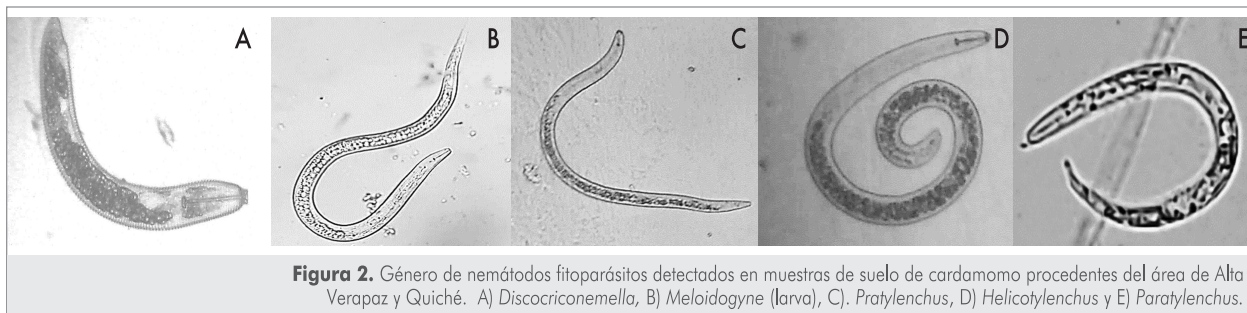 A B C D E
Figura 2. Género de nemátodos fitoparásitos detectados en muestras de suelo de cardamomo procedentes del área de Alta
Verapaz y Quiché. A) Discocriconemella, B) Meloidogyne (larva), C). Pratylenchus, D) Helicotylenchus y E) Paratylenchus.